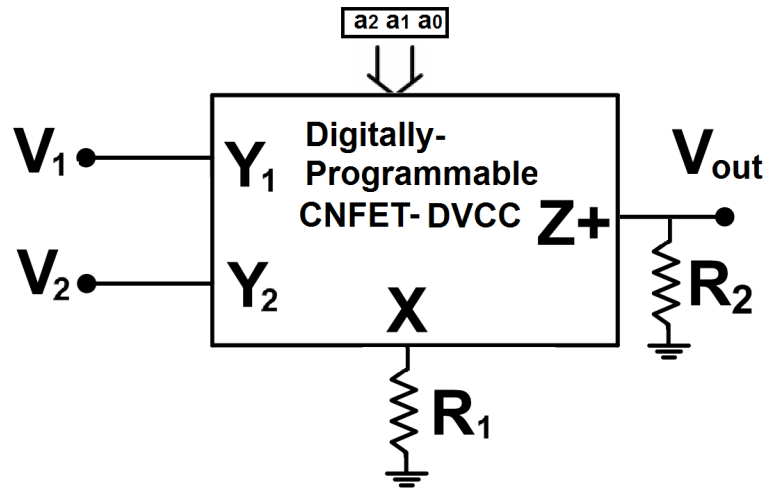 a2 a1 a0
Digitally-
Programmable
CNFET- DVCC
V1
Y1
Vout
Z+
V2
Y2
X
R2
R1